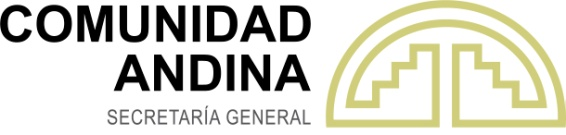 COMUNIDAD
ANDINA
SECRETARÍA GENERAL